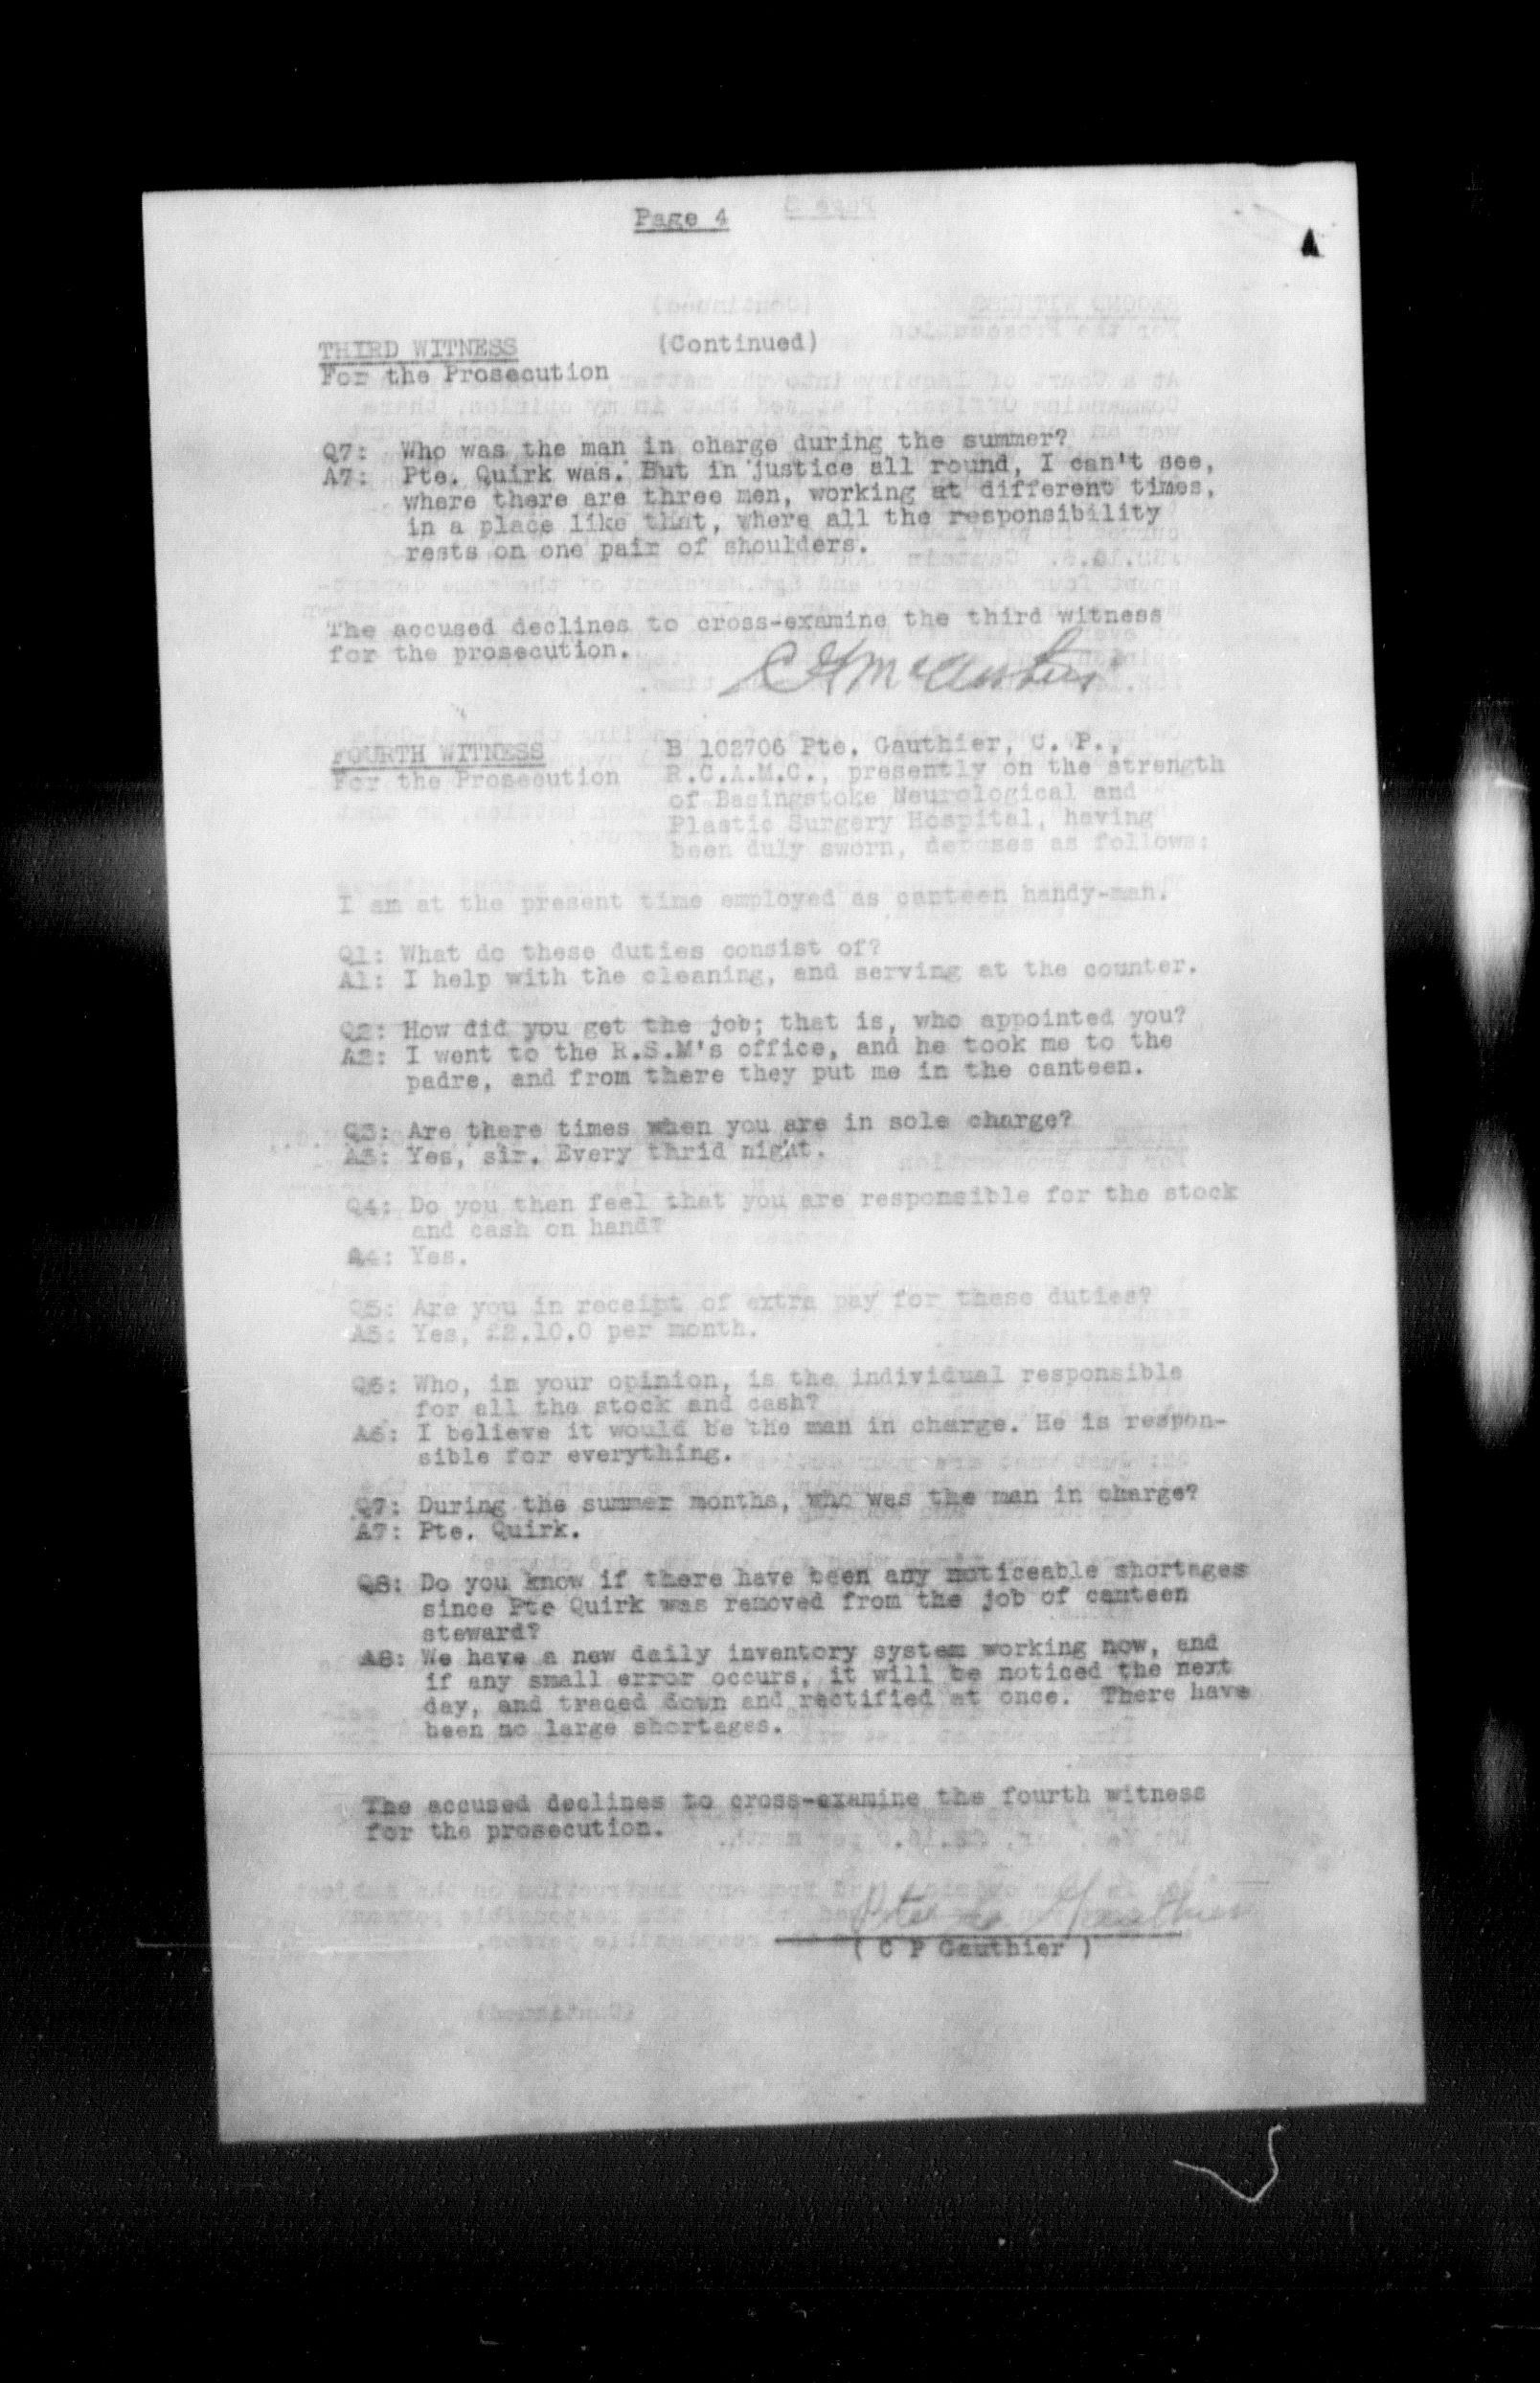 Page 4
THIRD WITNESS (Continued)
For the Prosecution
Q7: Who was the man in charge during the summer?
A7: Pte. Quirk was. But in justice all round, I can't see,
where there are three men, working at different times,
in a place like that, where all the responsibility
rests on one pair of shoulders.
The accused declines to cross-examine the third witness
for the prosecution.
FOURTH WITNESS B 102706 Pte. Gauthier, C. P.,
For the Prosecution R.C.A.M.C., presently on the strength
of Basingstoke Neurological and
Plastic Surgery Hospital, having
been duly sworn, deposes as follows:
I am at the present time employed as canteen handy-man.
Q1: What do these duties consist of?
A1: I help with the cleaning, and serving at the counter.
Q2: How did you get the job; that is, who appointed you?
A2: I went to the R.S.M's office, and he took me to the
padre, and from there they put me in the canteen.
Q3: Are there times when you are in sole charge?
A3: Yes, sir. Every thrid night.
Q4: Do you then feel that you are responsible for the stock
and cash on hand?
A4: Yes.
Q5: Are you in receipt of extra pay for these duties?
A5: Yes, £2.10.0 per month.
Q6: Who, in your opinion, is the individual responsible
for all the stock and cash?
A6: I believe it would be the man in charge. He is respon-
sible for everything.
Q7: During the summer months, who was the man in charge?
A7: Pte. Quirk.
Q8: Do you know if there have been any noticeable shortages
since Pte Quirk was removed from the job of canteen
steward?
A8: We have a new daily inventory system working now, and
if any small error occurs, it will be noticed the next
day, and traced down and rectified at once. There have
been no large shortages.
The accused declines to cross-examine the fourth witness
for the prosecution.
( C P Gauthier )